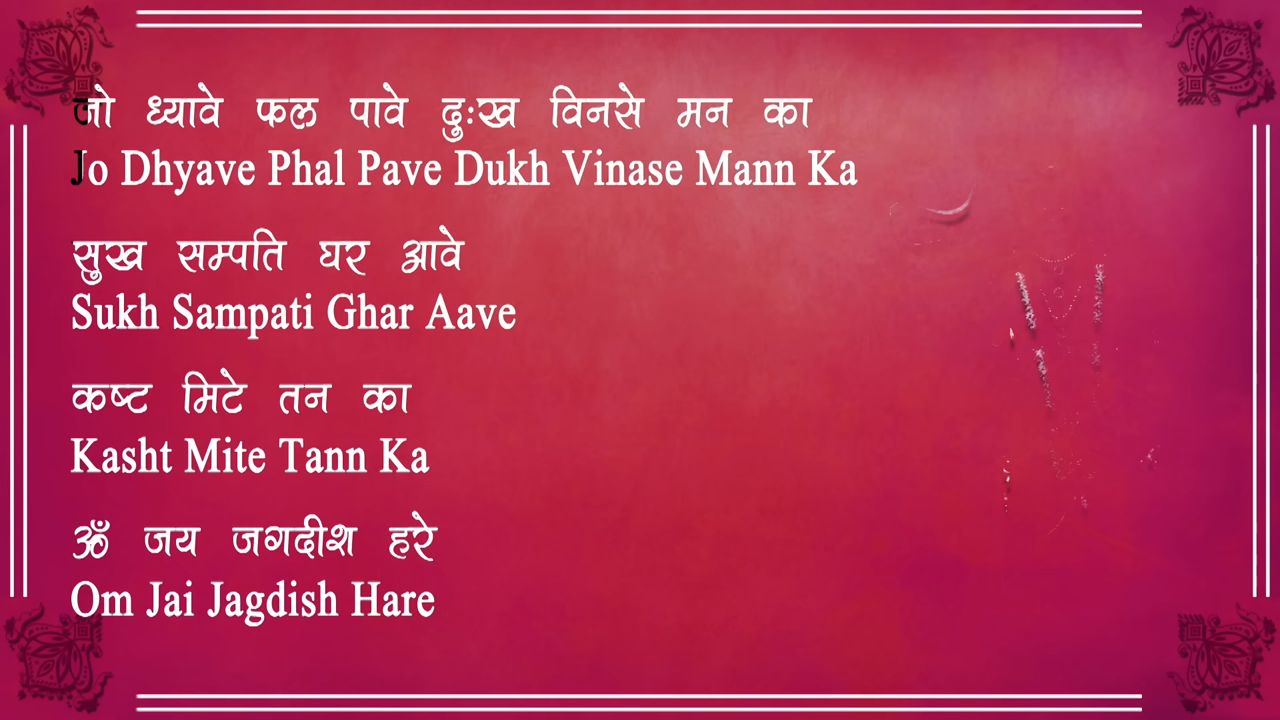 जो ध्यावे फल पावे दुःख विनसे मन का
Jo Dhyave Phal Pave Dukh Vinase Mann Ka
सुख सम्पति घर आवे
Sukh Sampati Ghar Aave
कष्ट मिटे तन का
Kasht Mite Tann Ka
ॐ जय जगदीश हरे
Om Jai Jagdish Hare